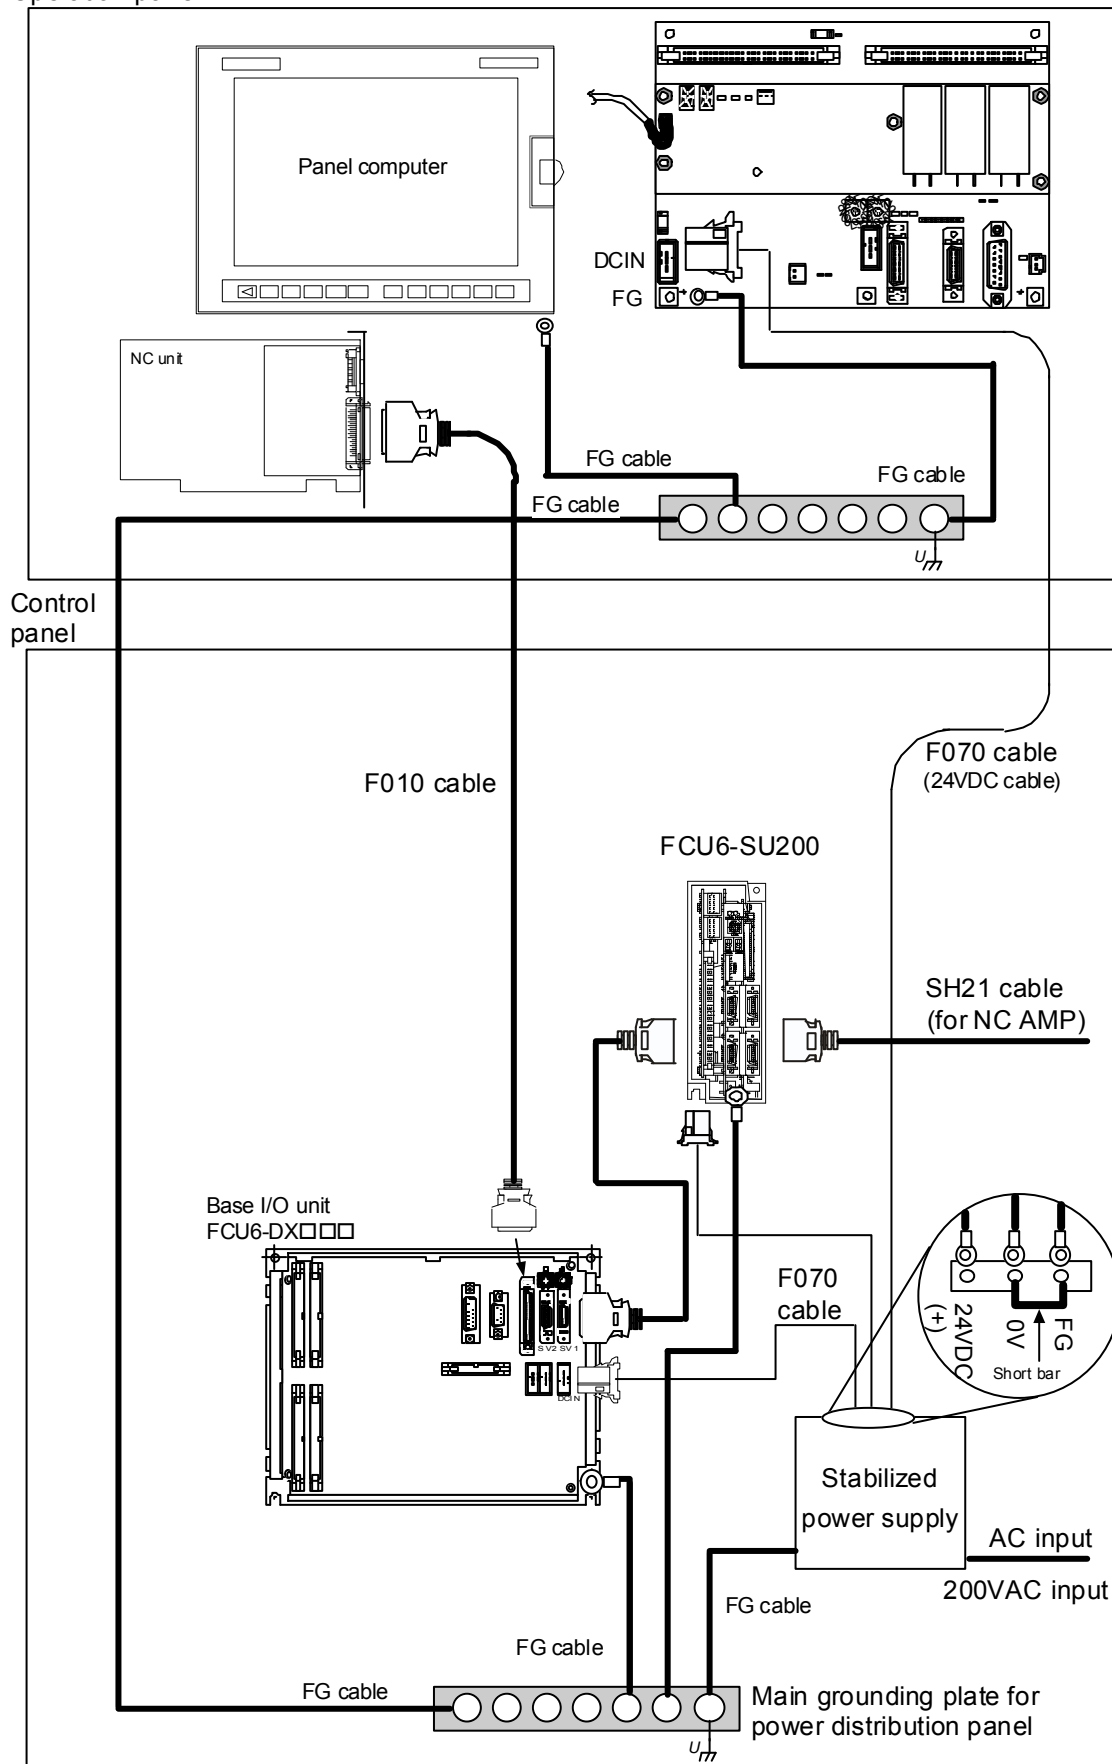 Panel computer
DCIN
FG
NC unit
FG cable
FG cable
FG cable
Control
panel
F010 cable
F070 cable
(24VDC cable)
FCU6-SU200
SH21 cable
(for NC AMP)
Base I/O unit
FCU6-DX□□□
SV2 SV1
DCIN
F070
cable
24VDC
(+)
0V
FG
Short bar
Stabilized
power supply
AC input
200VAC input
FG cable
FG cable
FG cable
Main grounding plate for
power distribution panel